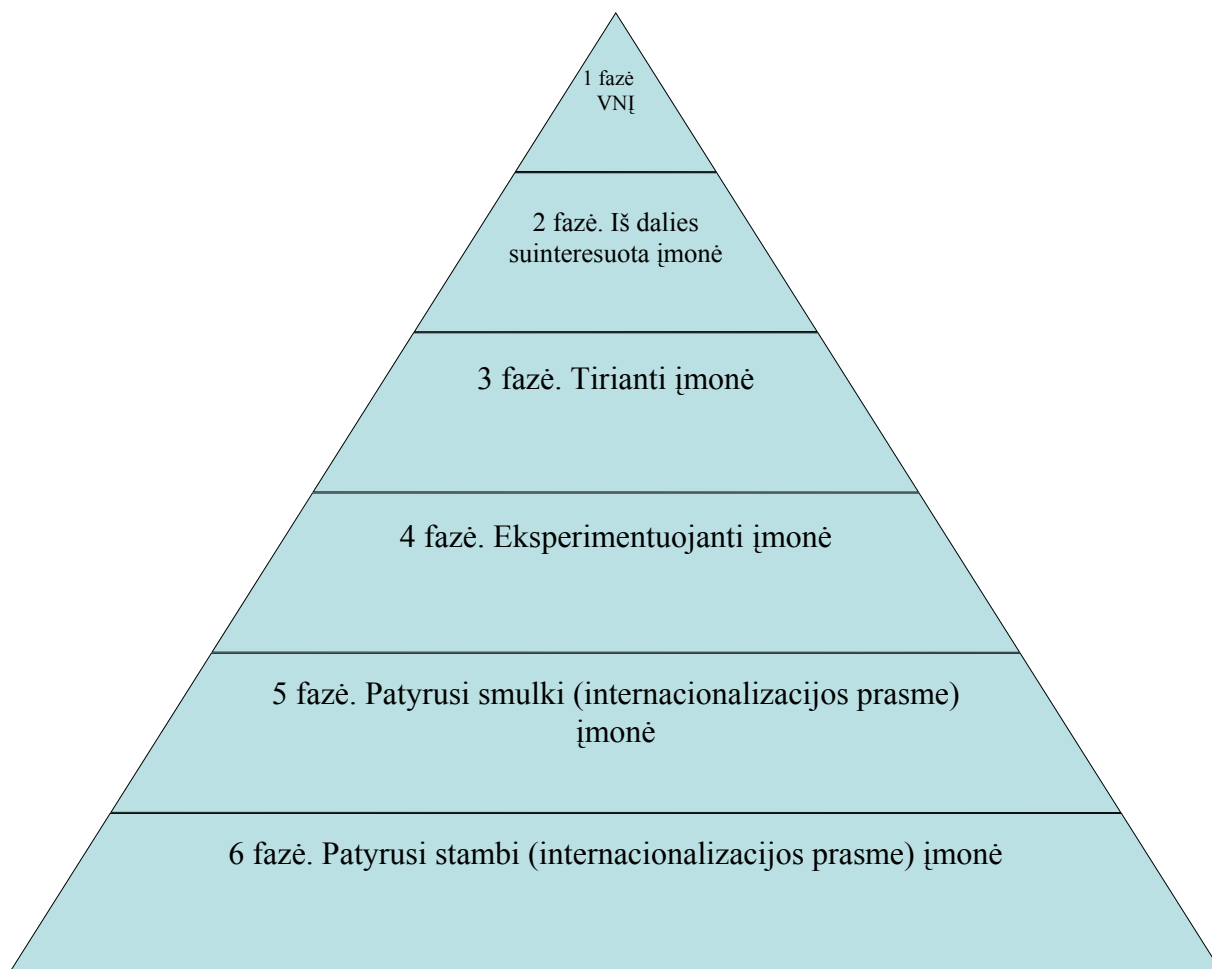 1 fazė
VNĮ
2 fazė. Iš dalies
suinteresuota įmonė
3 fazė. Tirianti įmonė
4 fazė. Eksperimentuojanti įmonė
5 fazė. Patyrusi smulki (internacionalizacijos prasme)
įmonė
6 fazė. Patyrusi stambi (internacionalizacijos prasme) įmonė